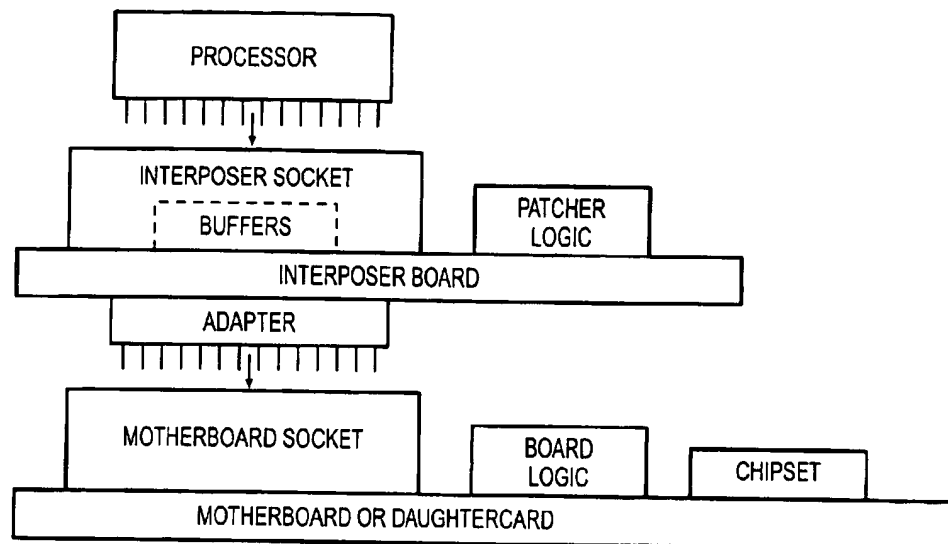 PROCESSOR
INTERPOSER SOCKET
BUFFERS
PATCHER
LOGIC
INTERPOSER BOARD
ADAPTER
MOTHERBOARD SOCKET
BOARD
LOGIC
CHIPSET
MOTHERBOARD OR DAUGHTERCARD